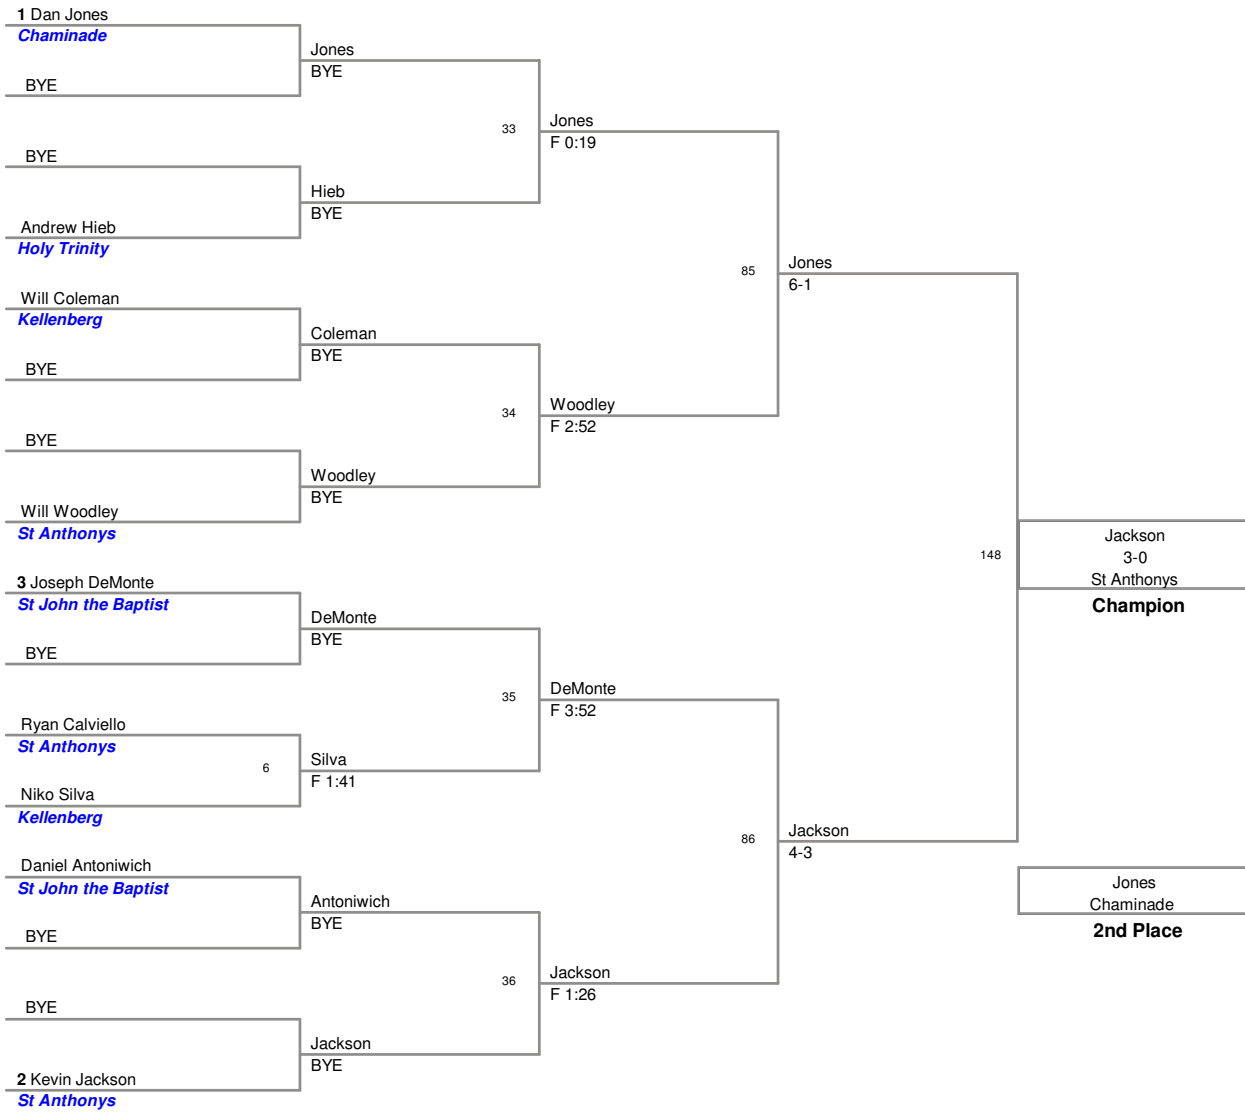 1 Dan Jones
Chaminade
Jones
BYE
BYE
33
Jones
F 0:19
BYE
Hieb
BYE
Andrew Hieb
Holy Trinity
85
Jones
6-1
Will Coleman
Kellenberg
Coleman
BYE
BYE
34
Woodley
F 2:52
BYE
Woodley
BYE
Will Woodley
St Anthonys
148
Jackson
3-0
St Anthonys
Champion
3 Joseph DeMonte
St John the Baptist
DeMonte
BYE
BYE
35
DeMonte
F 3:52
Ryan Calviello
St Anthonys
6
Silva
F 1:41
Niko Silva
Kellenberg
86
Jackson
4-3
Daniel Antoniwich
St John the Baptist
Antoniwich
BYE
BYE
36
Jackson
F 1:26
BYE
Jackson
BYE
2 Kevin Jackson
St Anthonys
Jones
Chaminade
2nd Place